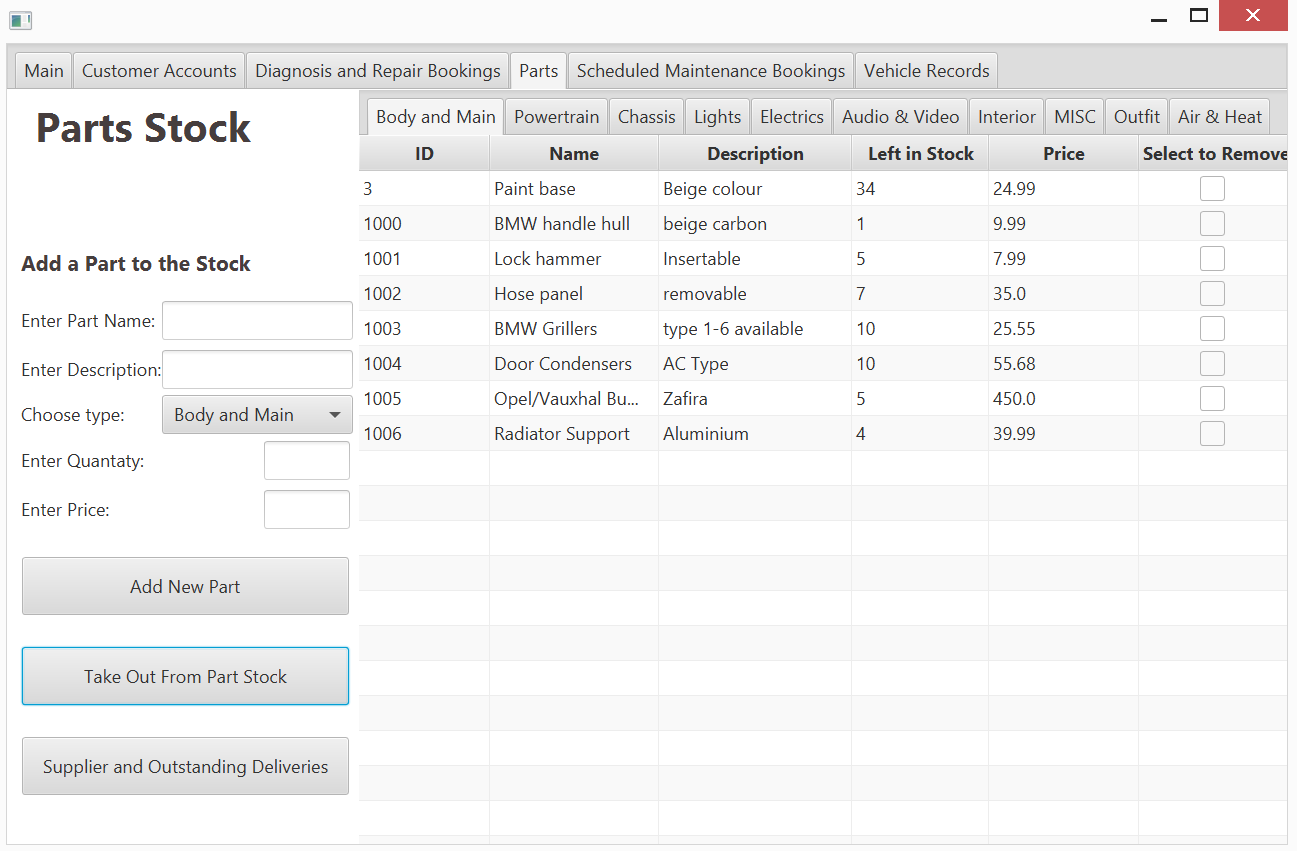 Main Customer Accounts Diagnosis and Repair Bookings Parts Scheduled Maintenance Bookings Vehicle Records
Parts Stock
Add a Part to the Stock
Enter Part Name:
Enter Description:
Choose type: Body and Main
Enter Quantaty:
Enter Price:
Add New Part
Take Out From Part Stock
Supplier and Outstanding Deliveries
Body and Main Powertrain Chassis Lights Electrics Audio & Video Interior MISC Outfit Air & Heat
ID Name Description Left in Stock Price Select to Remove
3 Paint base Beige colour 34 24.99
1000 BMW handle hull beige carbon 1 9.99
1001 Lock hammer Insertable 5 7.99
1002 Hose panel removable 7 35.0
1003 BMW Grillers type 1-6 available 10 25.55
1004 Door Condensers AC Type 10 55.68
1005 Opel/Vauxhal Bu... Zafira 5 450.0
1006 Radiator Support Aluminium 4 39.99